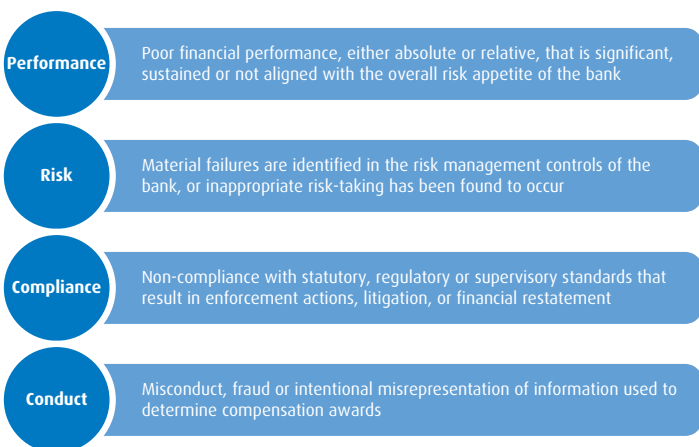 Performance
Poor financial performance, either absolute or relative, that is significant,
sustained or not aligned with the overall risk appetite of the bank
Risk
Material failures are identified in the risk management controls of the
bank, or inappropriate risk-taking has been found to occur
Compliance
Non-compliance with statutory, regulatory or supervisory standards that
result in enforcement actions, litigation, or financial restatement
Conduct
Misconduct, fraud or intentional misrepresentation of information used to
determine compensation awards